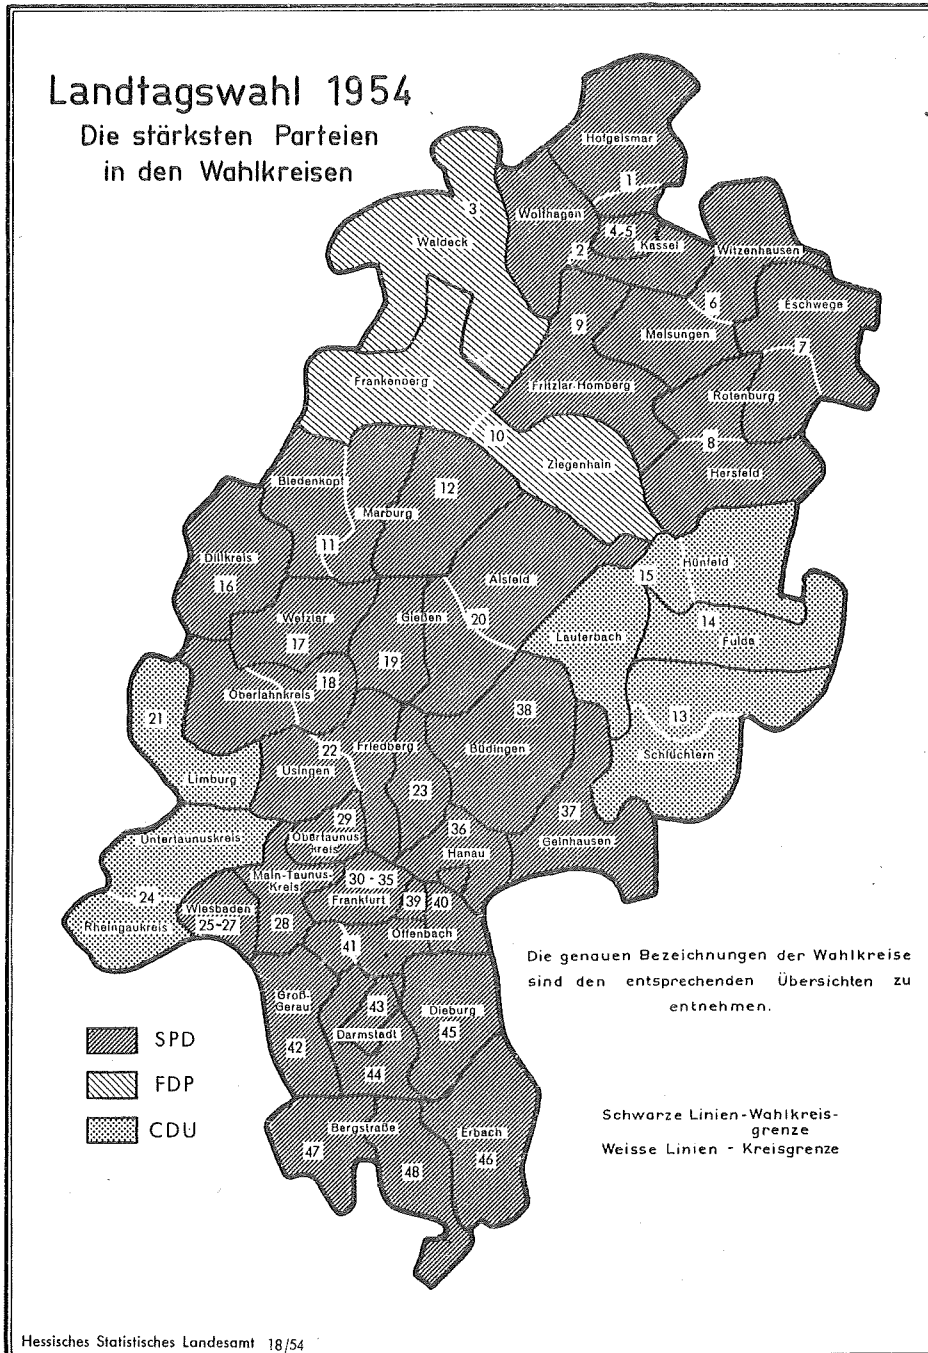 Landtagswahl 1954
Die stärksten Parteien
in den Wahlkreisen
Hofgeismar
1
3
Wolfhagen
4-5
Kassel
Witzenhausen
Waldeck
2
6
Eschwege
9
Melsungen
7
Frankenberg
Fritzlar-Homberg
Rotenburg
10
8
Ziegenhain
Hersfeld
Biedenkopf
12
Marburg
11
Dillkreis
16
Alsfeld
15
Hünfeld
Wetzlar
Gießen
20
14
17
Lauterbach
Fulda
19
18
Oberlahnkreis
21
38
13
22
Friedberg
Büdingen
Schlüchtern
Usingen
Limburg
23
37
29
36
Untertaunuskreis
Obertaunus
kreis
Hanau
Gelnhausen
Main-Taunus-
Kreis
30 - 35
24
Frankfurt
39
40
Wiesbaden
25-27
Rheingaukreis
28
Offenbach
41
Die genauen Bezeichnungen der Wahlkreise
sind den entsprechenden Übersichten zu
entnehmen.
Groß-
Gerau
43
Dieburg
Darmstadt
45
42
44
SPD
FDP
CDU
Schwarze Linien-Wahlkreis-
grenze
Weisse Linien - Kreisgrenze
Bergstraße
Erbach
47
46
48
Hessisches Statistisches Landesamt 18/54